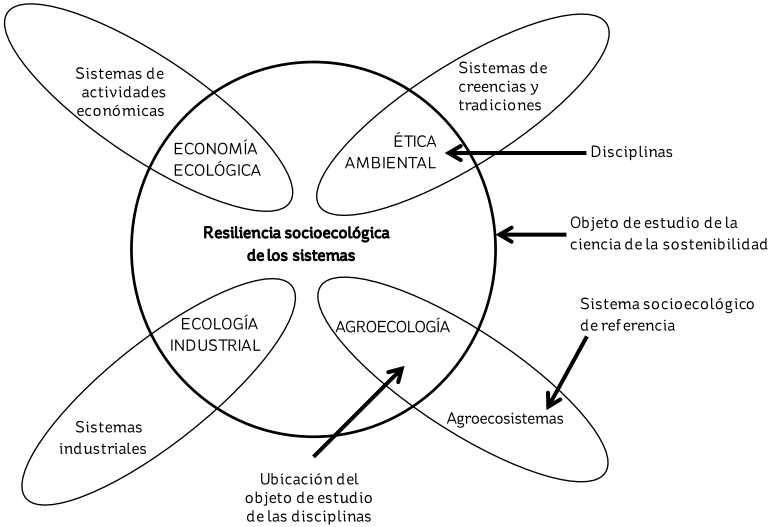 Sistemas de
actividades
económicas
Sistemas de
creencias y
tradiciones
ECONOMÍA
ECOLÓGICA
ÉTICA
AMBIENTAL
Disciplinas
Resiliencia socioecológica
de los sistemas
Objeto de estudio de la
ciencia de la sostenibilidad
Sistema socioecológico
de referencia
ECOLOGÍA
INDUSTRIAL
AGROECOLOGÍA
Agroecosistemas
Sistemas
industriales
Ubicación del
objeto de estudio
de las disciplinas